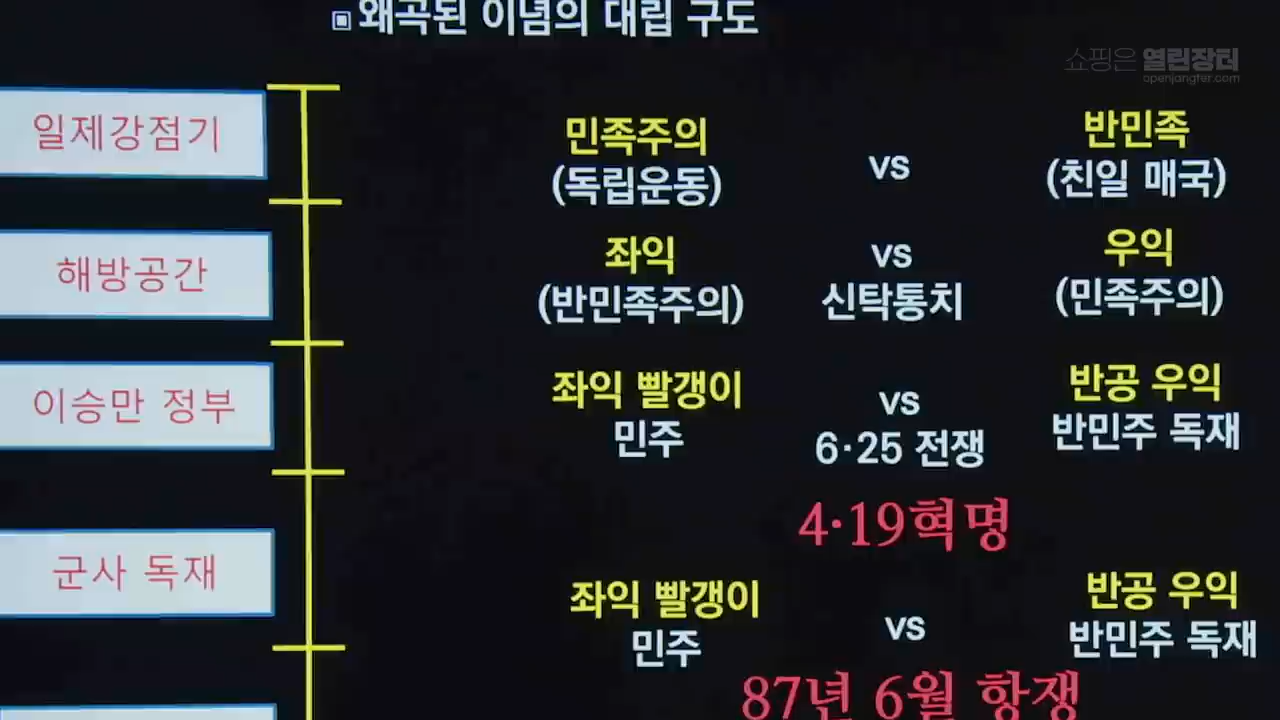 ▣왜곡된 이념의 대립 구도
쇼핑은 열린장터
openjangter.com
일제강점기
민족주의 vs 반민족
(독립운동) (친일 매국)
해방공간
좌익 vs 우익
(반민족주의) 신탁통치 (민족주의)
이승만 정부
좌익 빨갱이 vs 반공 우익
민주 6·25 전쟁 반민주 독재
4·19혁명
군사 독재
좌익 빨갱이 vs 반공 우익
민주 반민주 독재
87년 6월 항쟁